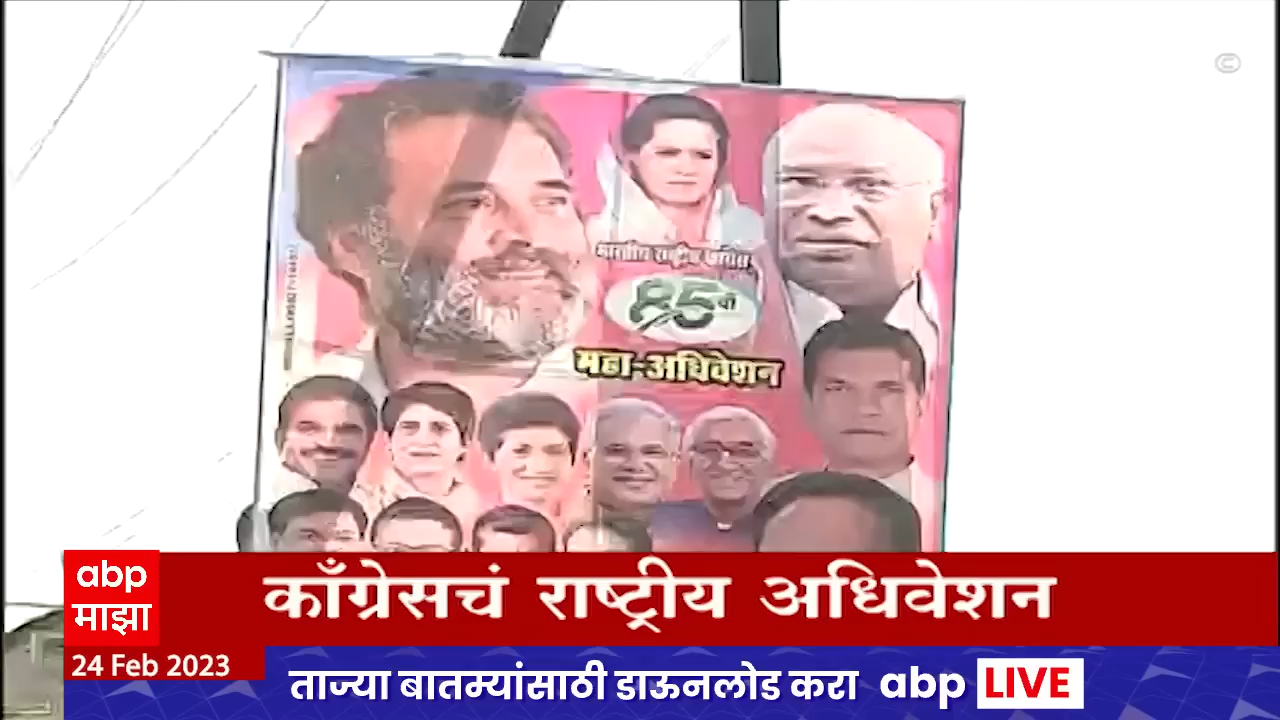 ©
भारतीय राष्ट्रीय कांग्रेस
85वां
महा-अधिवेशन
abp
माझा
काँग्रेसचं राष्ट्रीय अधिवेशन
24 Feb 2023
ताज्या बातम्यांसाठी डाऊनलोड करा abp LIVE